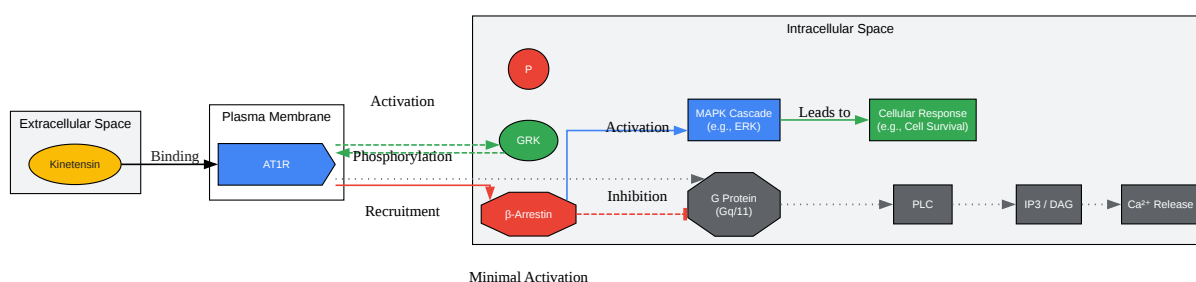 Intracellular Space
P
Activation
MAPK Cascade
(e.g., ERK)
Leads to
Cellular Response
(e.g., Cell Survival)
Extracellular Space
Plasma Membrane
Activation
GRK
Kinetensin
Binding
AT1R
Phosphorylation
Recruitment
β-Arrestin
Inhibition
G Protein
(Gq/11)
PLC
IP3 / DAG
Ca²⁺ Release
Minimal Activation